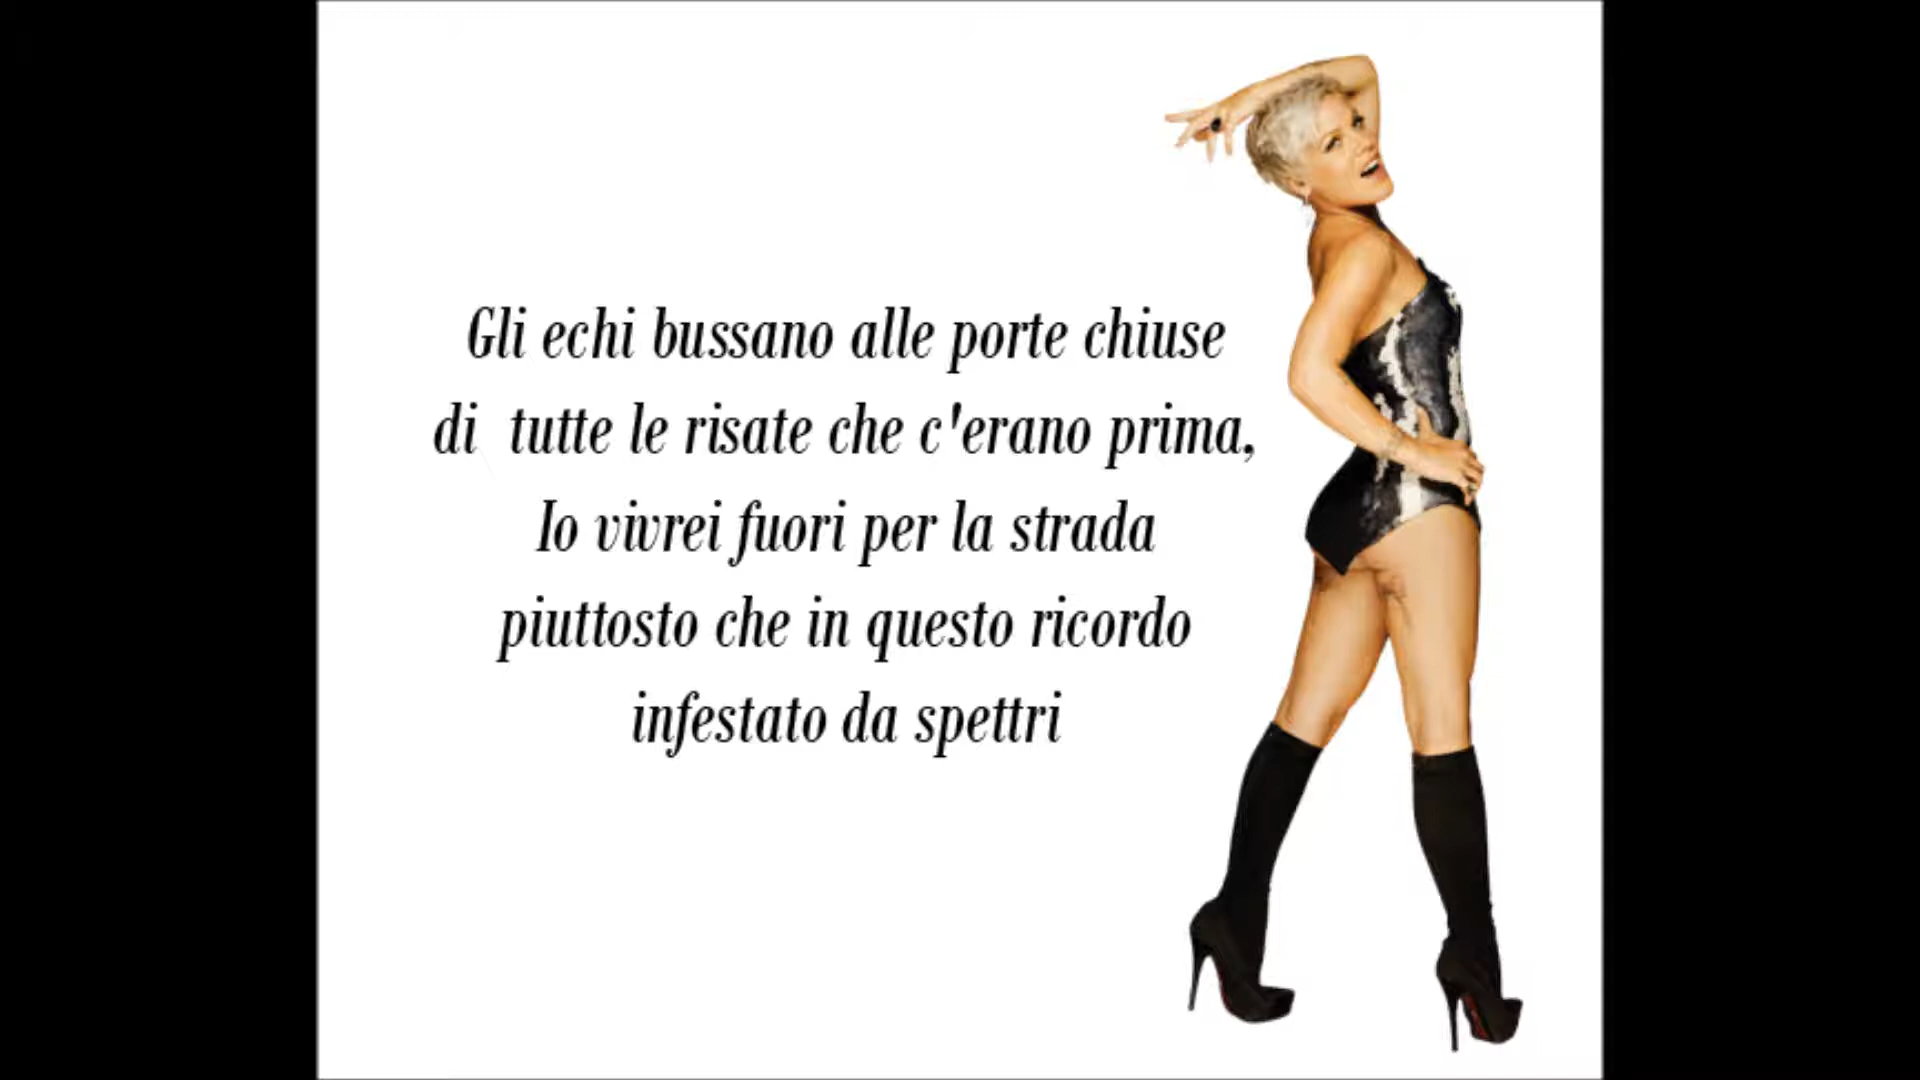 Gli echi bussano alle porte chiuse
di tutte le risate che c'erano prima,
Io vivrei fuori per la strada
piuttosto che in questo ricordo
infestato da spettri